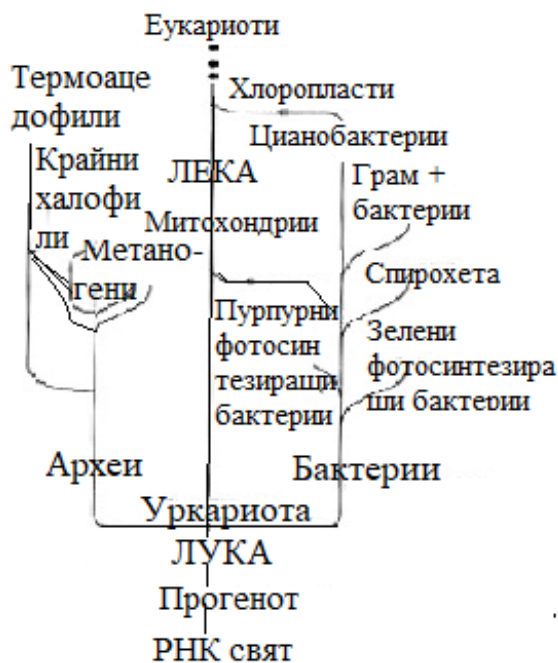 Еукариоти
Термоаце
дофили
Хлоропласти
Цианобактерии
Крайни
халофи
ли
ЛЕКА
Грам +
бактерии
Митохондрии
Метано-
гени
Спирохета
Пурпурни
фотосин
тезиращи
бактерии
Зелени
фотосинтезира
ши бактерии
Археи
Бактерии
Уркариота
ЛУКА
Прогенот
РНК свят